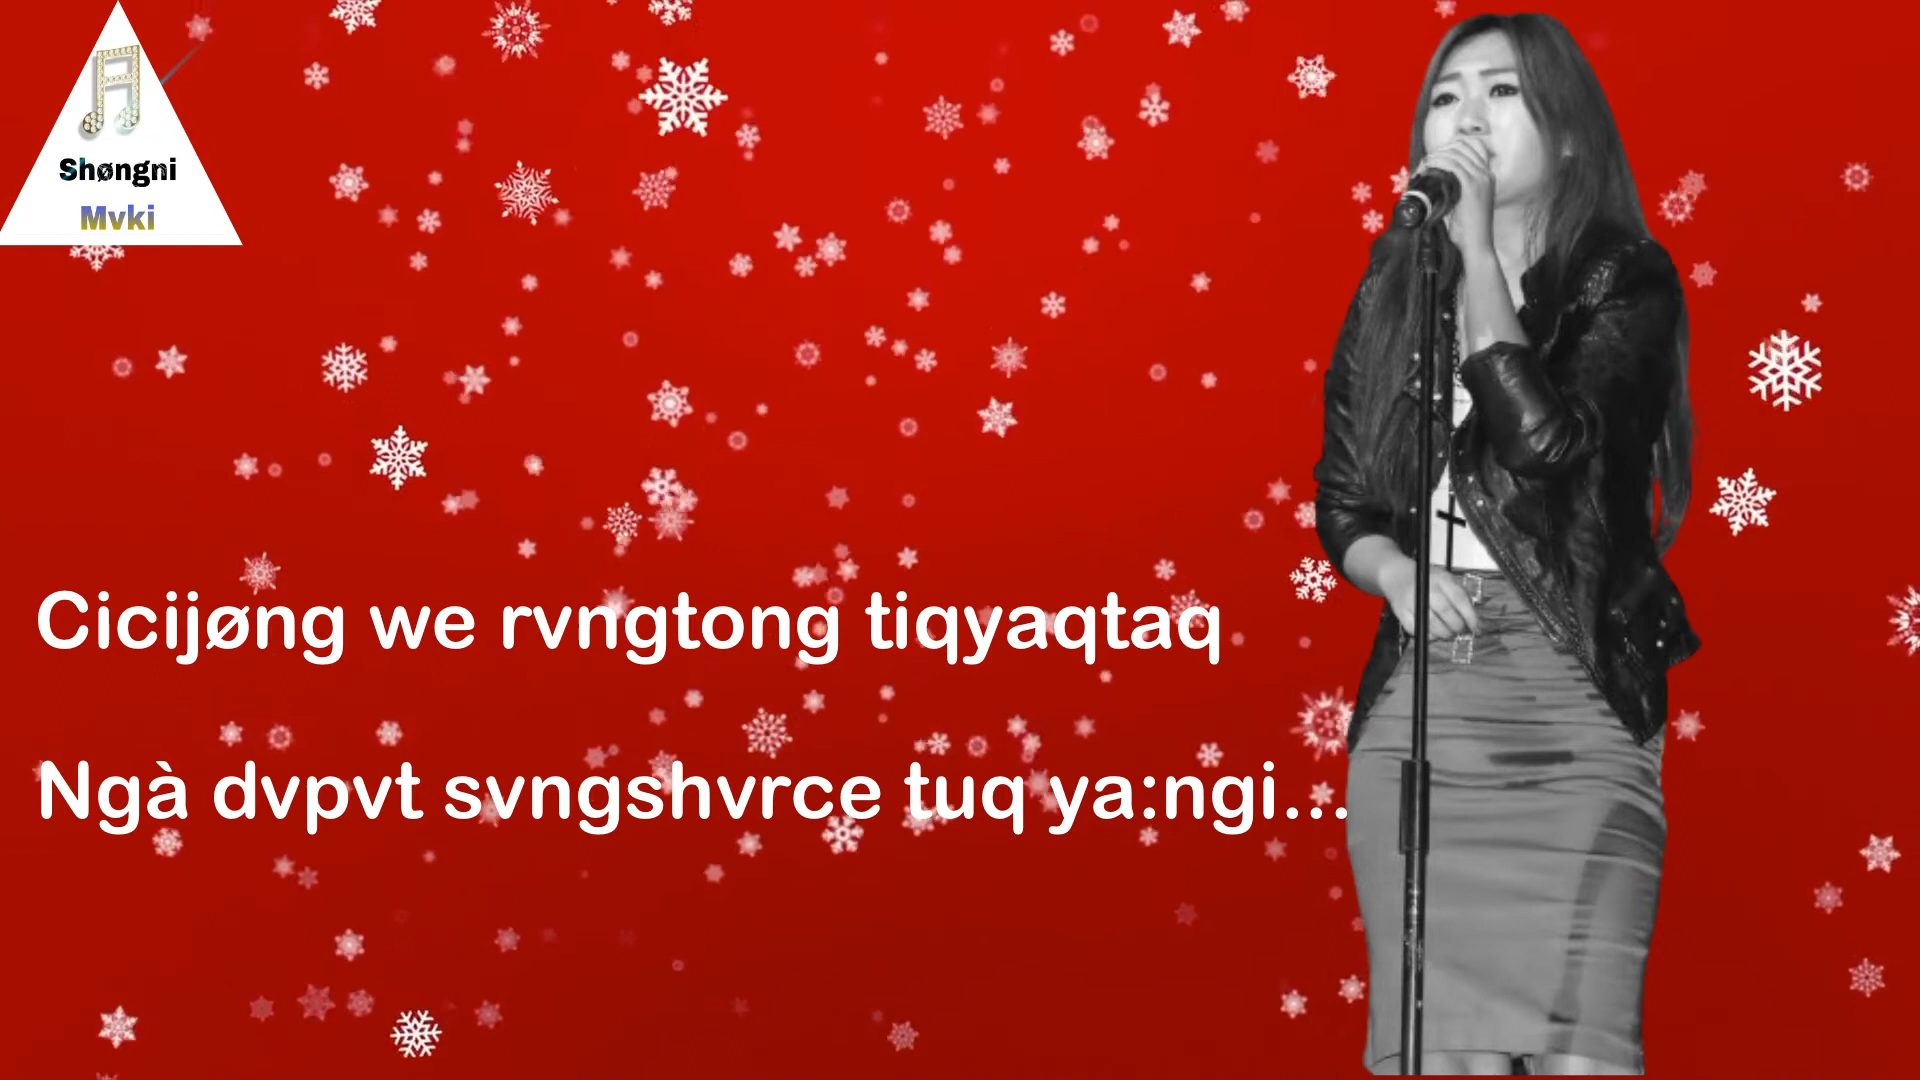 Shøngni
Mvki
Cicijøng we rvngtong tiqyaqtaq
Ngà dvpvt svngshvrce tuq ya:ngi...